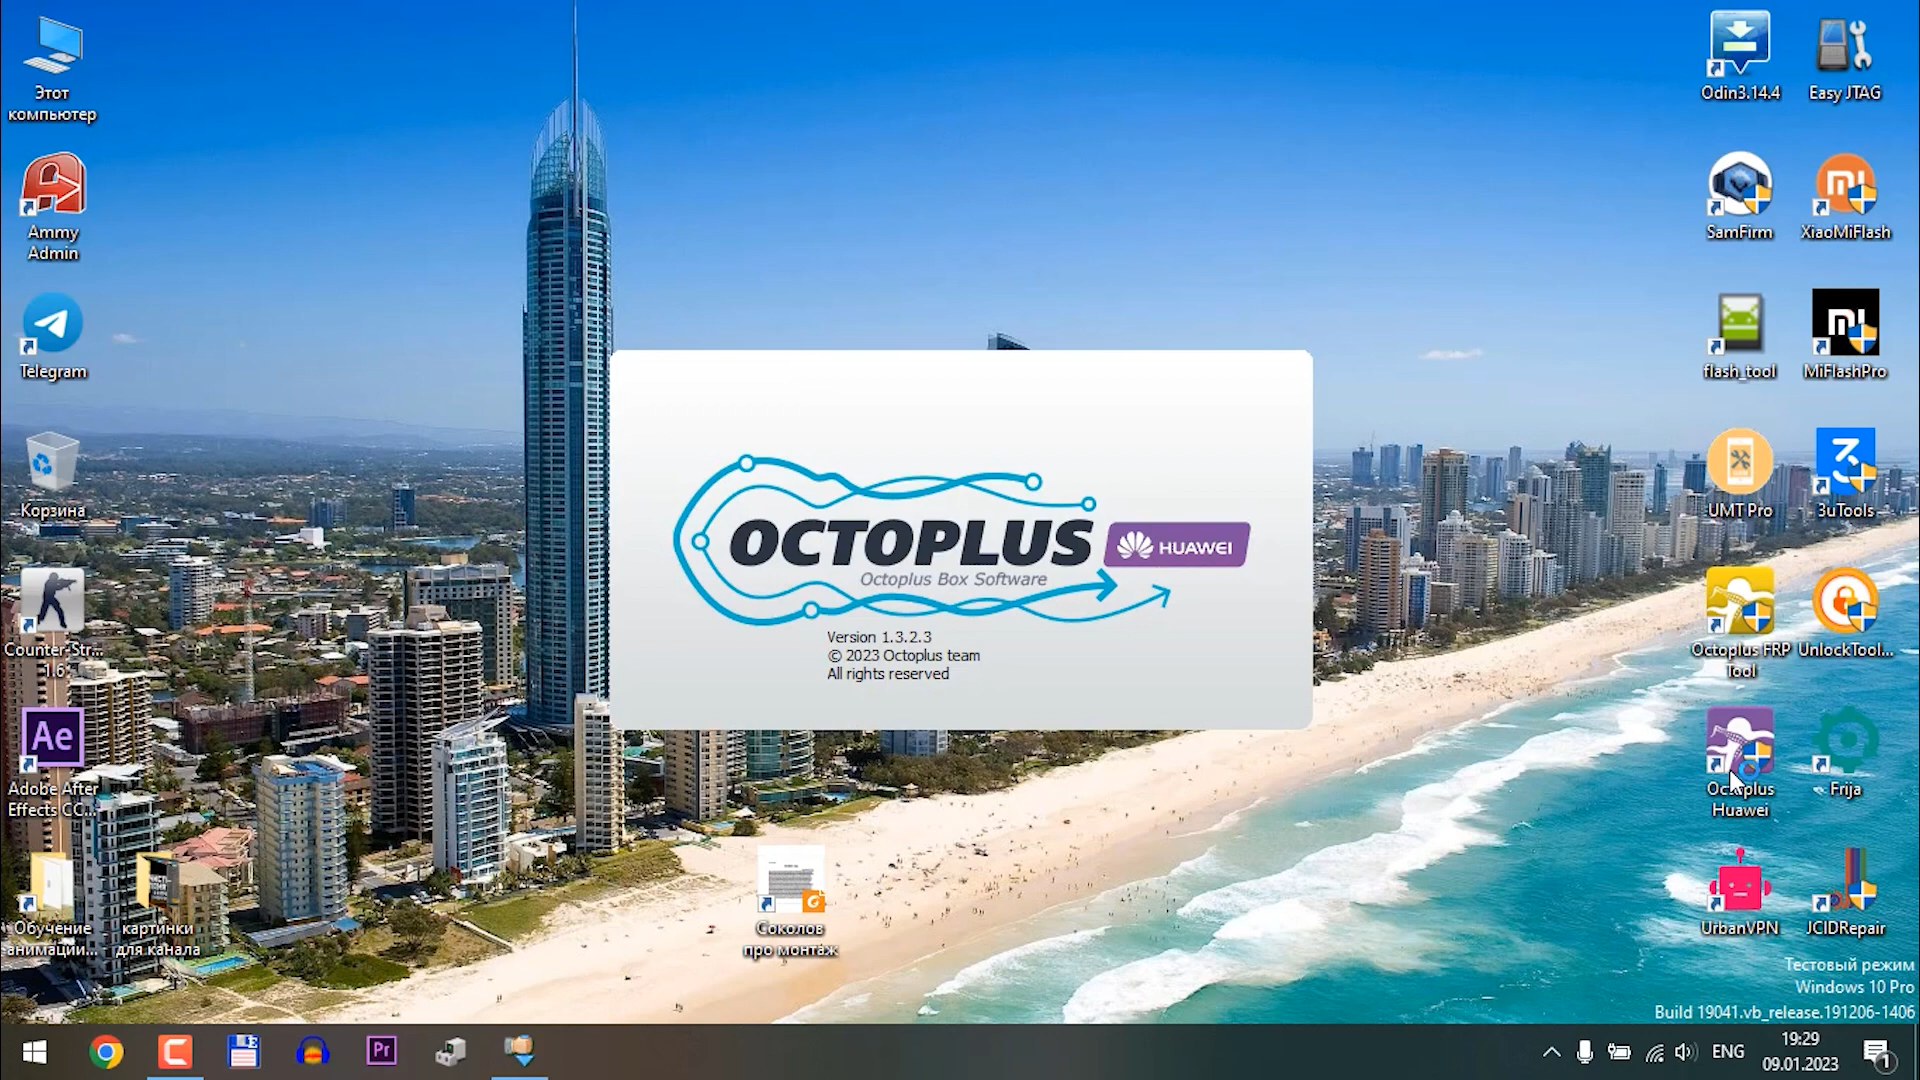 Этот
компьютер
Ammy
Admin
Telegram
Корзина
Counter-Str...
1.6
Ae
Adobe After
Effects CC...
Обучение
анимации...
картинки
для канала
Соколов
про монтаж
OCTOPLUS
HUAWEI
Octoplus Box Software
Version 1.3.2.3
© 2023 Octoplus team
All rights reserved
Odin3.14.4
Easy JTAG
SamFirm
XiaoMiFlash
flash_tool
MiFlashPro
UMT Pro
3uTools
Octoplus FRP
Tool
UnlockTool...
Octoplus
Huawei
Frija
UrbanVPN
JCIDRepair
Тестовый режим
Windows 10 Pro
Build 19041.vb_release.191206-1406
Pr
ENG
19:29
09.01.2023
1